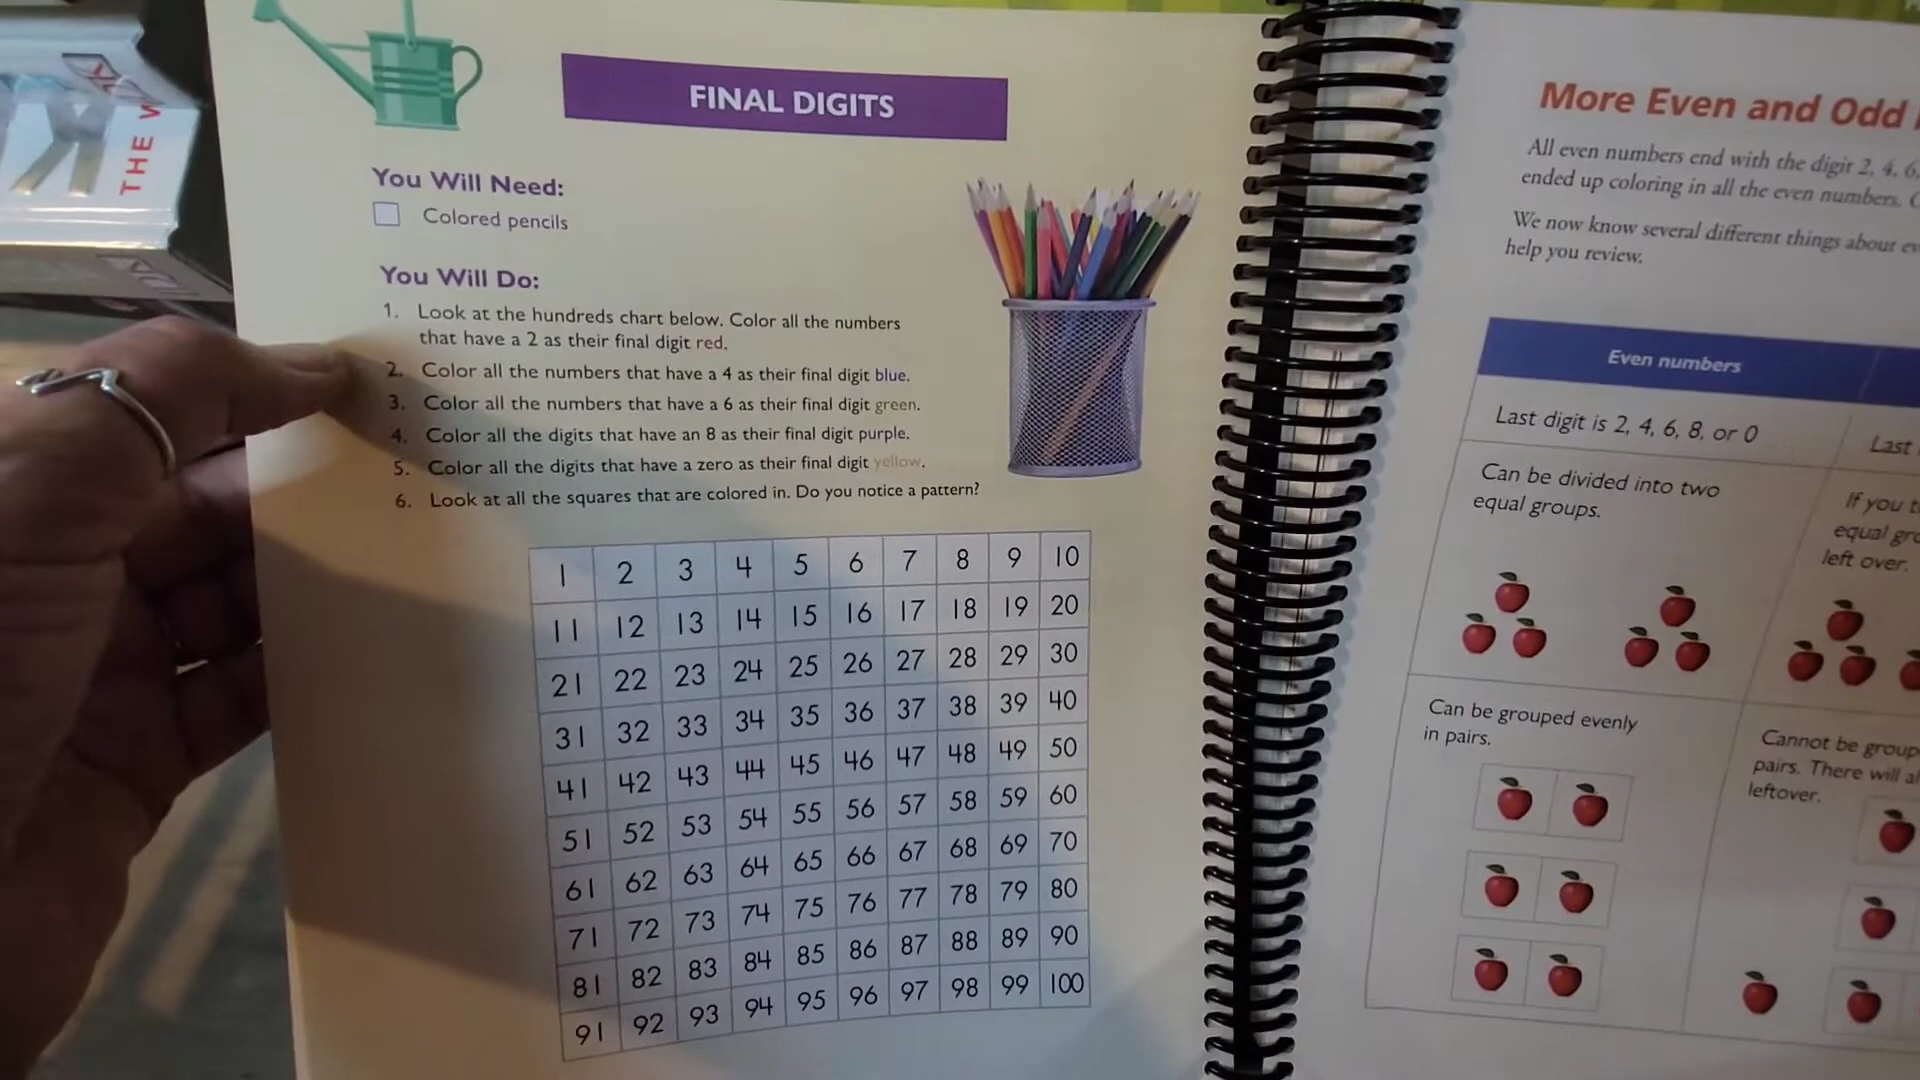 THE
FINAL DIGITS
You Will Need:
Colored pencils
You Will Do:
1. Look at the hundreds chart below. Color all the numbers
that have a 2 as their final digit red.
2. Color all the numbers that have a 4 as their final digit blue.
3. Color all the numbers that have a 6 as their final digit green.
4. Color all the digits that have an 8 as their final digit purple.
5. Color all the digits that have a zero as their final digit yellow.
6. Look at all the squares that are colored in. Do you notice a pattern?
1 2 3 4 5 6 7 8 9 10
11 12 13 14 15 16 17 18 19 20
21 22 23 24 25 26 27 28 29 30
31 32 33 34 35 36 37 38 39 40
41 42 43 44 45 46 47 48 49 50
51 52 53 54 55 56 57 58 59 60
61 62 63 64 65 66 67 68 69 70
71 72 73 74 75 76 77 78 79 80
81 82 83 84 85 86 87 88 89 90
91 92 93 94 95 96 97 98 99 100
More Even and Odd
All even numbers end with the digit 2, 4, 6,
ended up coloring in all the even numbers.
We now know several different things about
help you review.
Even numbers
Last digit is 2, 4, 6, 8, or 0
Last
Can be divided into two
equal groups.
If you
equal
left over.
Can be grouped evenly
in pairs.
Cannot be
pairs. There will
leftover.